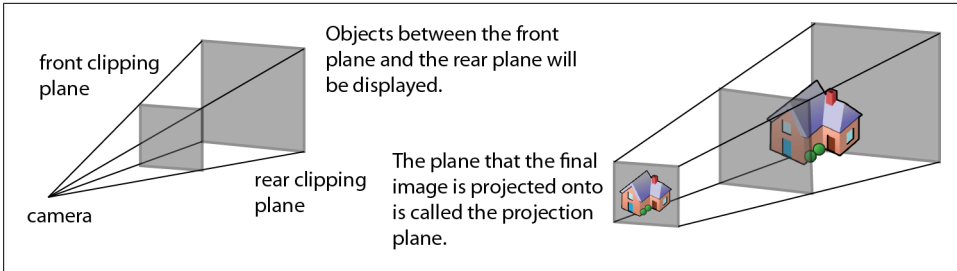 front clipping
plane
Objects between the front
plane and the rear plane will
be displayed.
camera
rear clipping
plane
The plane that the final
image is projected onto
is called the projection
plane.